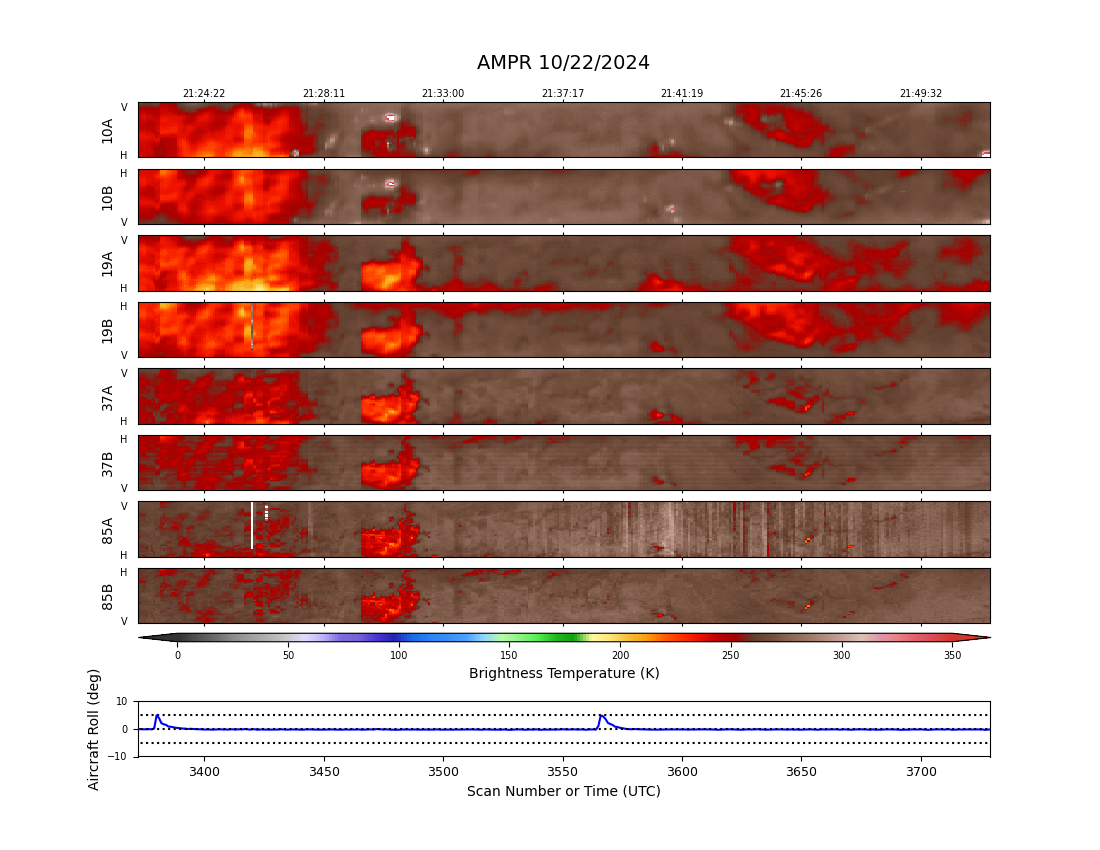 AMPR 10/22/2024
21:24:22 21:28:11 21:33:00 21:37:17 21:41:19 21:45:26 21:49:32
V
10A
H
H
10B
V
V
19A
H
H
19B
V
V
37A
H
H
37B
V
V
85A
H
H
85B
V
0 50 100 150 200 250 300 350
Brightness Temperature (K)
Aircraft Roll (deg)
10
0
−10
3400 3450 3500 3550 3600 3650 3700
Scan Number or Time (UTC)